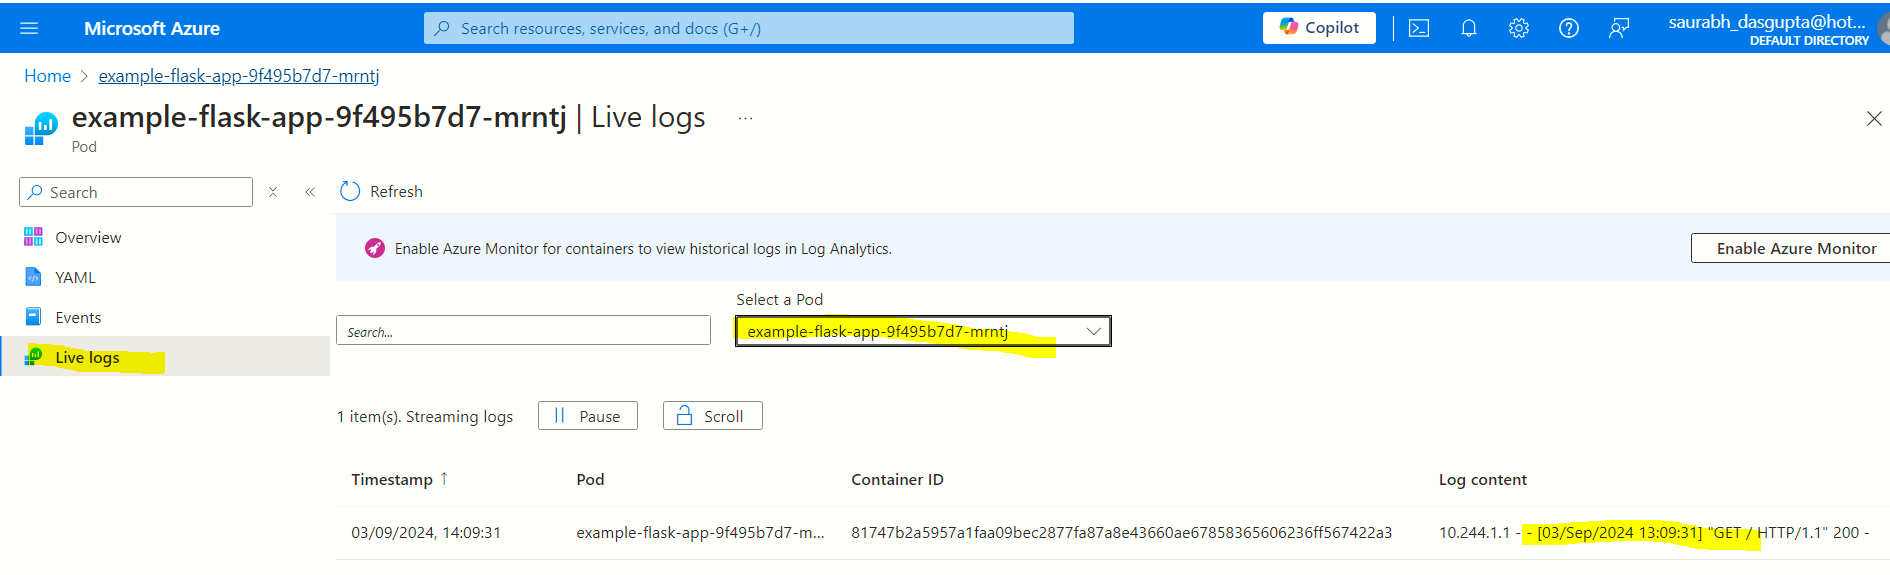 Microsoft Azure
Search resources, services, and docs (G+/)
Copilot
saurabh_dasgupta@hot...
DEFAULT DIRECTORY
Home > example-flask-app-9f495b7d7-mrntj
example-flask-app-9f495b7d7-mrntj | Live logs ...
Pod
Search
Refresh
Overview
YAML
Events
Live logs
Enable Azure Monitor for containers to view historical logs in Log Analytics.
Enable Azure Monitor
Select a Pod
Search...
example-flask-app-9f495b7d7-mrntj
1 item(s). Streaming logs
Pause
Scroll
Timestamp ↑ Pod Container ID Log content
03/09/2024, 14:09:31 example-flask-app-9f495b7d7-m... 81747b2a5957a1faa09bec2877fa87a8e43660ae67858365606236ff567422a3 10.244.1.1 - - [03/Sep/2024 13:09:31] "GET / HTTP/1.1" 200 -